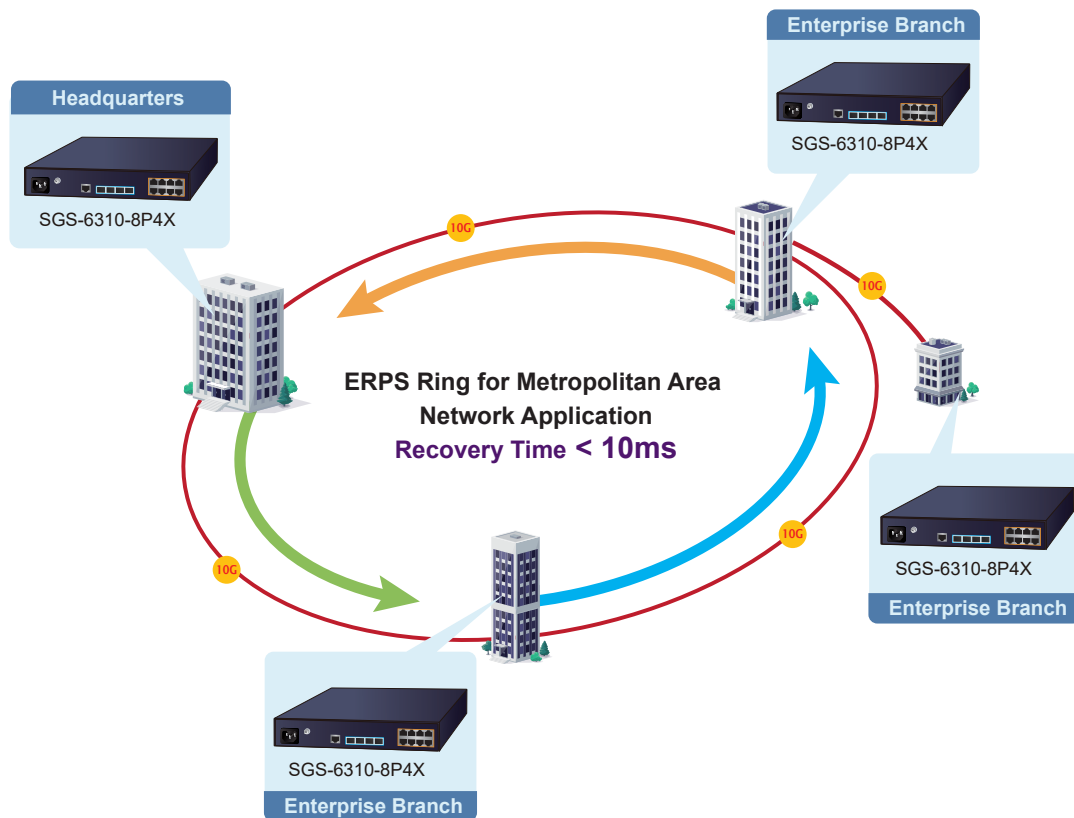 Enterprise Branch
SGS-6310-8P4X
Headquarters
SGS-6310-8P4X
10G
10G
ERPS Ring for Metropolitan Area
Network Application
Recovery Time < 10ms
10G
10G
SGS-6310-8P4X
Enterprise Branch
SGS-6310-8P4X
Enterprise Branch